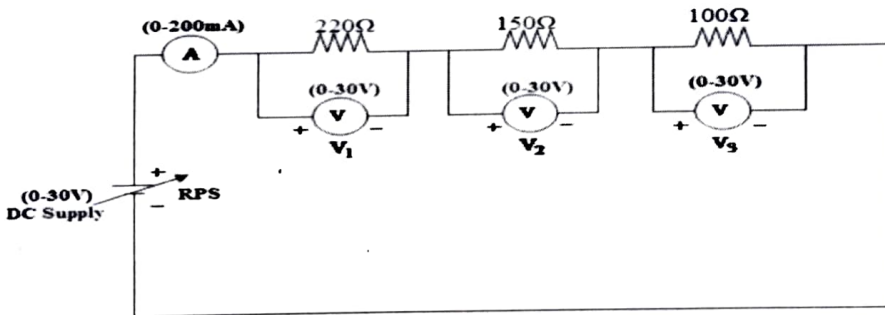 (0-200mA)
220Ω
150Ω
100Ω
A
(0-30V)
(0-30V)
(0-30V)
V
V
V
+ −
+ −
+ −
V1
V2
V3
+
(0-30V)
RPS
DC Supply
−